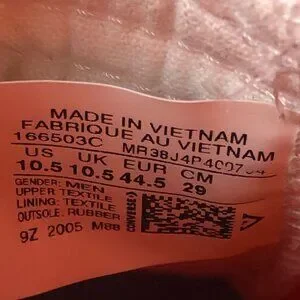 MADE IN VIETNAM
FABRIQUE AU VIETNAM
166503C
US UK EUR CM
10.5 10.5 44.5 29
GENDER: MEN
UPPER: TEXTILE
LINING: TEXTILE
OUTSOLE: RUBBER
CONVERSE
9Z 2005 M88